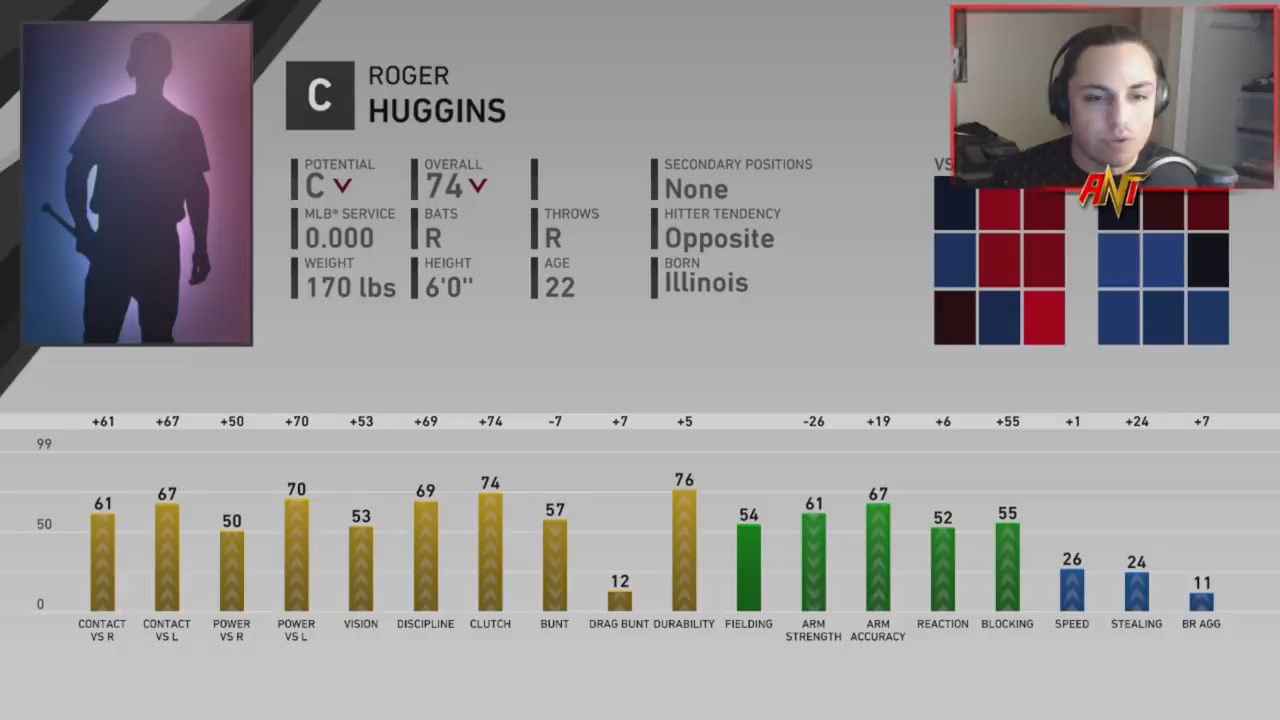 C
ROGER
HUGGINS
POTENTIAL
C
OVERALL
74
SECONDARY POSITIONS
None
MLB® SERVICE
0.000
BATS
R
THROWS
R
HITTER TENDENCY
Opposite
WEIGHT
170 lbs
HEIGHT
6'0"
AGE
22
BORN
Illinois
VS
ANT
+61 +67 +50 +70 +53 +69 +74 -7 +7 +5 -26 +19 +6 +55 +1 +24 +7
99
50
0
61 67 50 70 53 69 74 57 12 76 54 61 67 52 55 26 24 11
CONTACT VS R
CONTACT VS L
POWER VS R
POWER VS L
VISION
DISCIPLINE
CLUTCH
BUNT
DRAG BUNT
DURABILITY
FIELDING
ARM STRENGTH
ARM ACCURACY
REACTION
BLOCKING
SPEED
STEALING
BR AGG